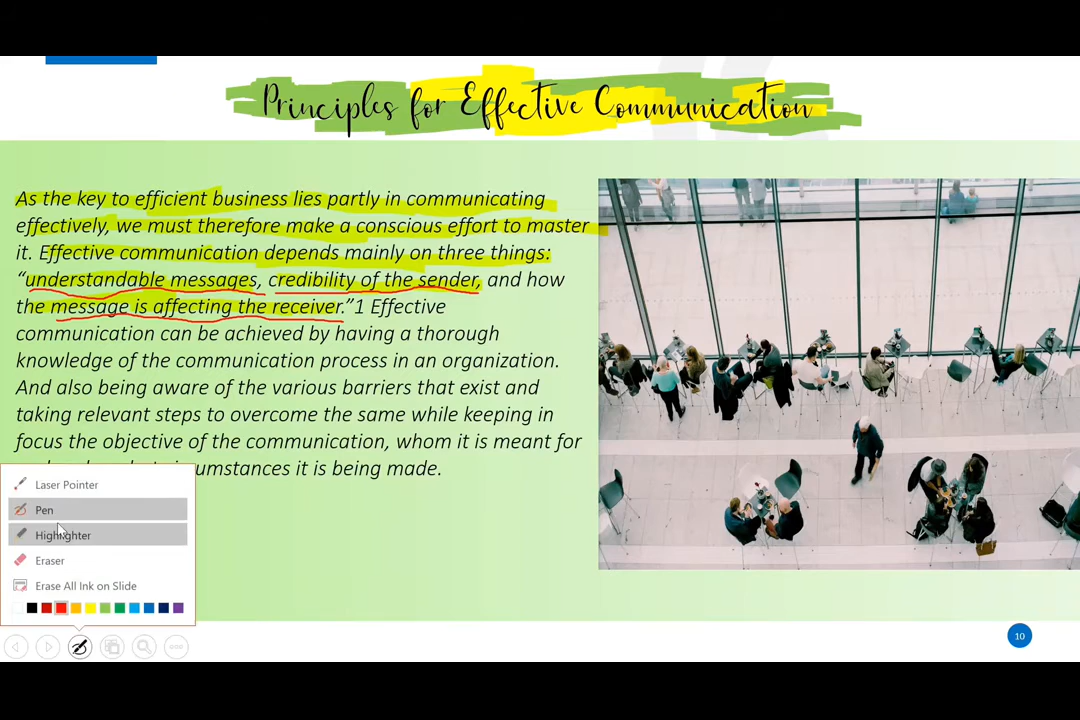 Principles for Effective Communication
As the key to efficient business lies partly in communicating
effectively, we must therefore make a conscious effort to master
it. Effective communication depends mainly on three things:
“understandable messages, credibility of the sender, and how
the message is affecting the receiver.”1 Effective
communication can be achieved by having a thorough
knowledge of the communication process in an organization.
And also being aware of the various barriers that exist and
taking relevant steps to overcome the same while keeping in
focus the objective of the communication, whom it is meant for
it is being made.
Laser Pointer
Pen
Highlighter
Eraser
Erase All Ink on Slide
10